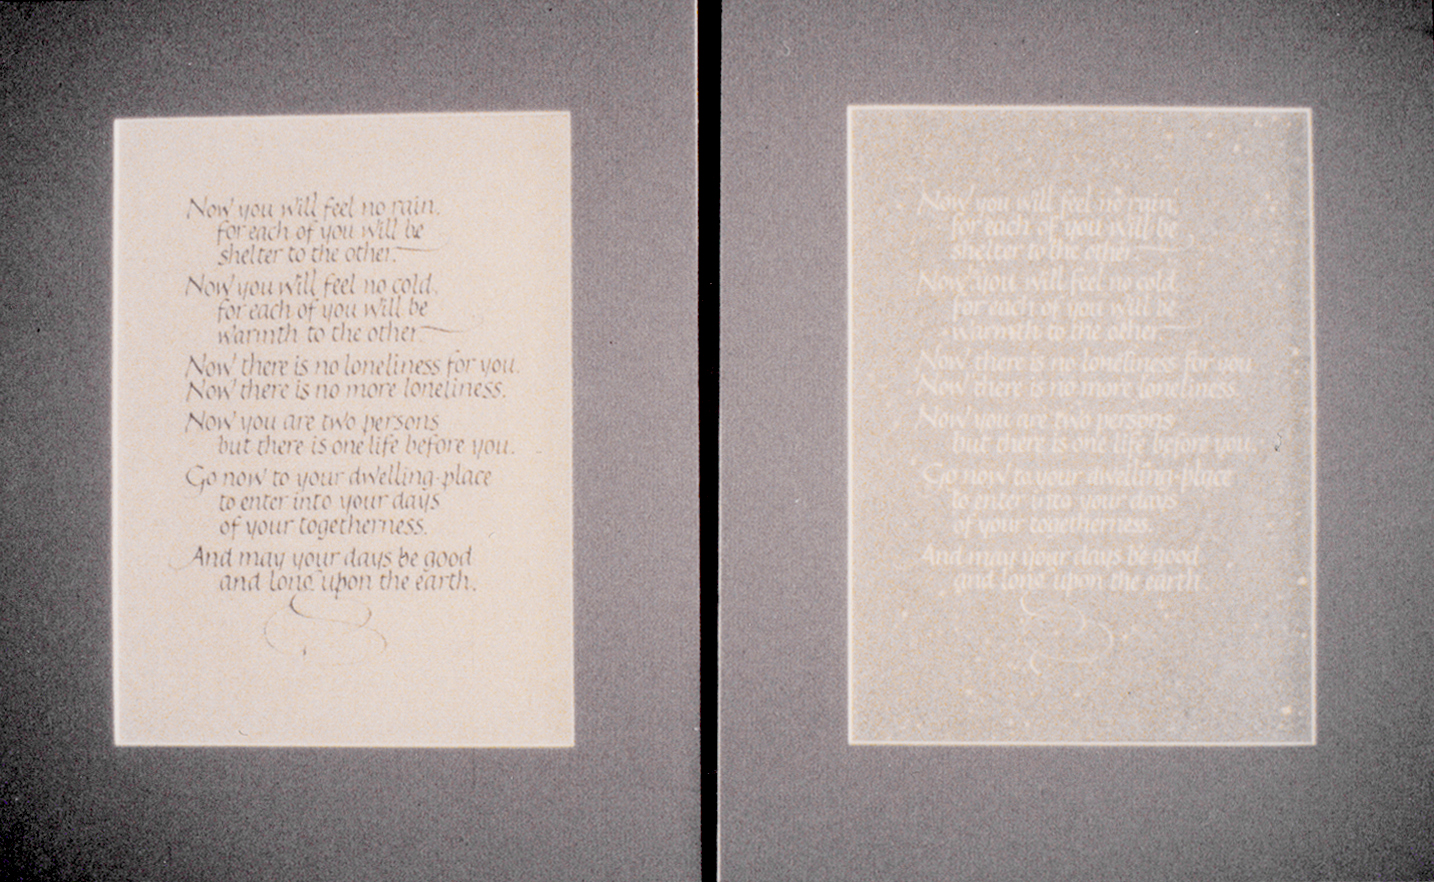 Now you will feel no rain,
for each of you will be
shelter to the other.
Now you will feel no cold,
for each of you will be
warmth to the other.
Now there is no loneliness for you.
Now there is no more loneliness.
Now you are two persons
but there is one life before you.
Go now to your dwelling-place
to enter into your days
of your togetherness.
And may your days be good
and long upon the earth.
Now you will feel no rain,
for each of you will be
shelter to the other.
Now you will feel no cold,
for each of you will be
warmth to the other.
Now there is no loneliness for you.
Now there is no more loneliness.
Now you are two persons
but there is one life before you.
Go now to your dwelling-place
to enter into your days
of your togetherness.
And may your days be good
and long upon the earth.